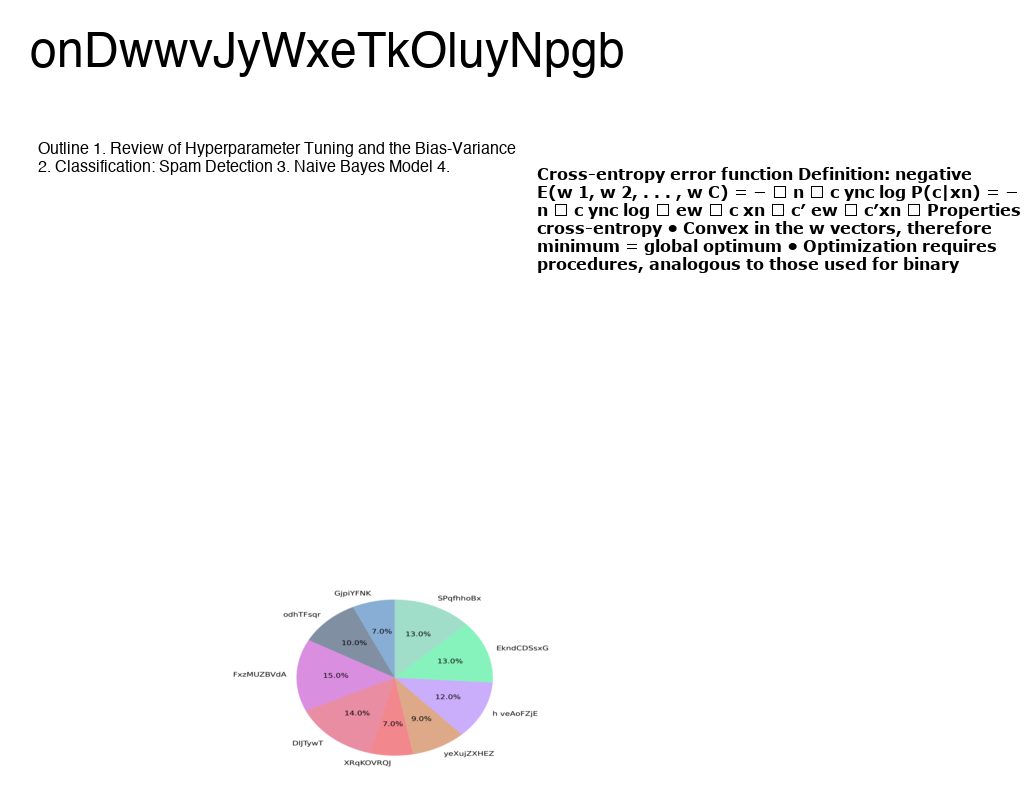 onDwwvJyWxeTkOluyNpgb
Outline 1. Review of Hyperparameter Tuning and the Bias-Variance
2. Classification: Spam Detection 3. Naive Bayes Model 4.
Cross-entropy error function Definition: negative
E(w 1, w 2, . . . , w C) = − □ n □ c ync log P(c|xn) = −
n □ c ync log □ ew □ c xn □ c′ ew □ c′xn □ Properties
cross-entropy • Convex in the w vectors, therefore
minimum = global optimum • Optimization requires
procedures, analogous to those used for binary
GjpiYFNK
SPqfhhoBx
odhTFsqr
7.0%
13.0%
10.0%
EkndCDSsxG
13.0%
FxzMUZBVdA
15.0%
12.0%
14.0%
9.0%
h veAoFZjE
7.0%
DIJTywT
yeXujZXHEZ
XRqKOVRQJ